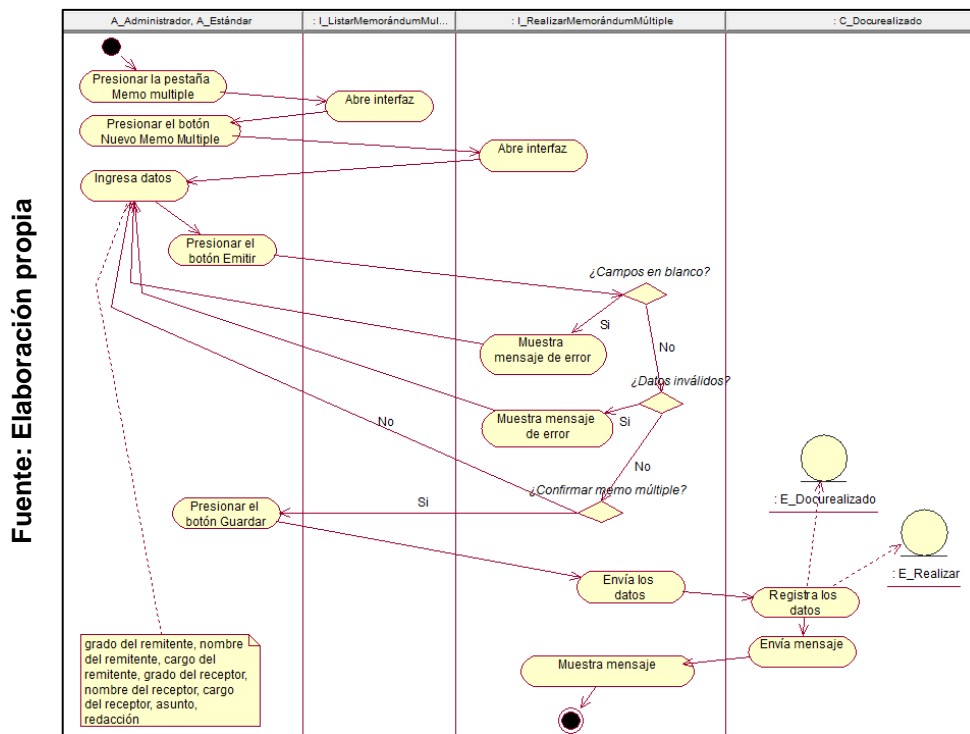 A_Administrador, A_Estándar
: I_ListarMemorándumMul...
: I_RealizarMemorándumMúltiple
: C_Docurealizado
Presionar la pestaña
Memo multiple
Abre interfaz
Presionar el botón
Nuevo Memo Multiple
Abre interfaz
Ingresa datos
Presionar el
botón Emitir
¿Campos en blanco?
Si
No
Muestra
mensaje de error
¿Datos inválidos?
Si
No
Muestra mensaje
de error
No
¿Confirmar memo múltiple?
Si
Presionar el
botón Guardar
: E_Docurealizado
: E_Realizar
Envía los
datos
Registra los
datos
Envía mensaje
Muestra mensaje
grado del remitente, nombre
del remitente, cargo del
remitente, grado del receptor,
nombre del receptor, cargo
del receptor, asunto,
redacción
Fuente: Elaboración propia